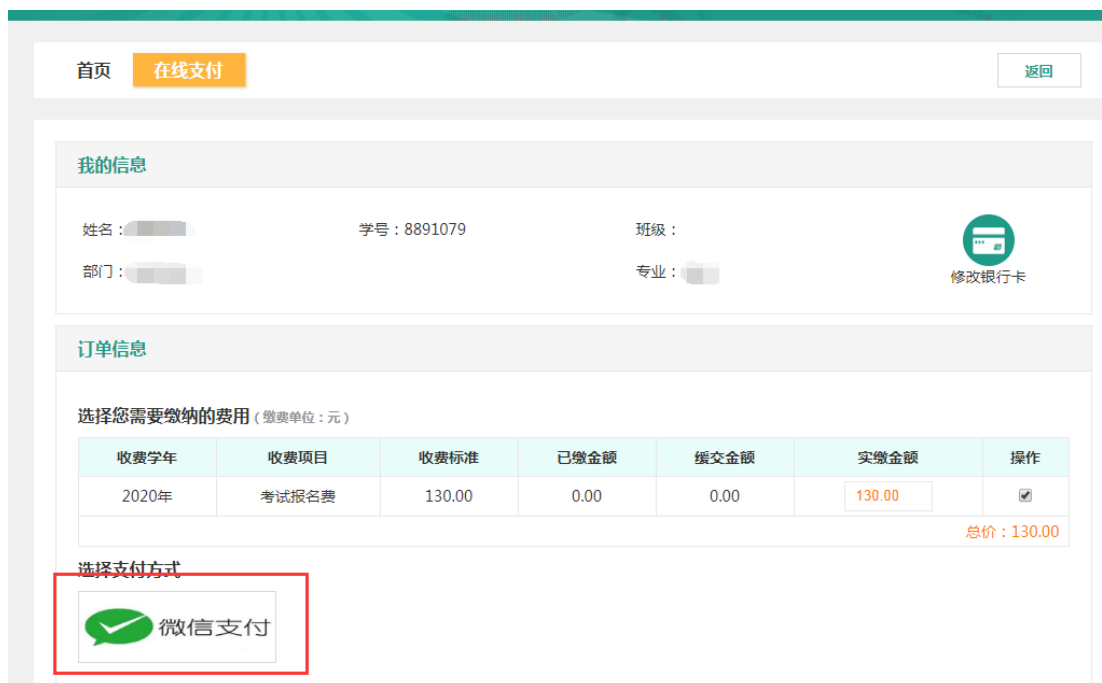 首页 在线支付 返回
我的信息
姓名： 学号：8891079 班级：
部门： 专业： 修改银行卡
订单信息
选择您需要缴纳的费用（缴费单位：元）
收费学年 收费项目 收费标准 已缴金额 缓交金额 实缴金额 操作
2020年 考试报名费 130.00 0.00 0.00 130.00
总价：130.00
选择支付方式
微信支付